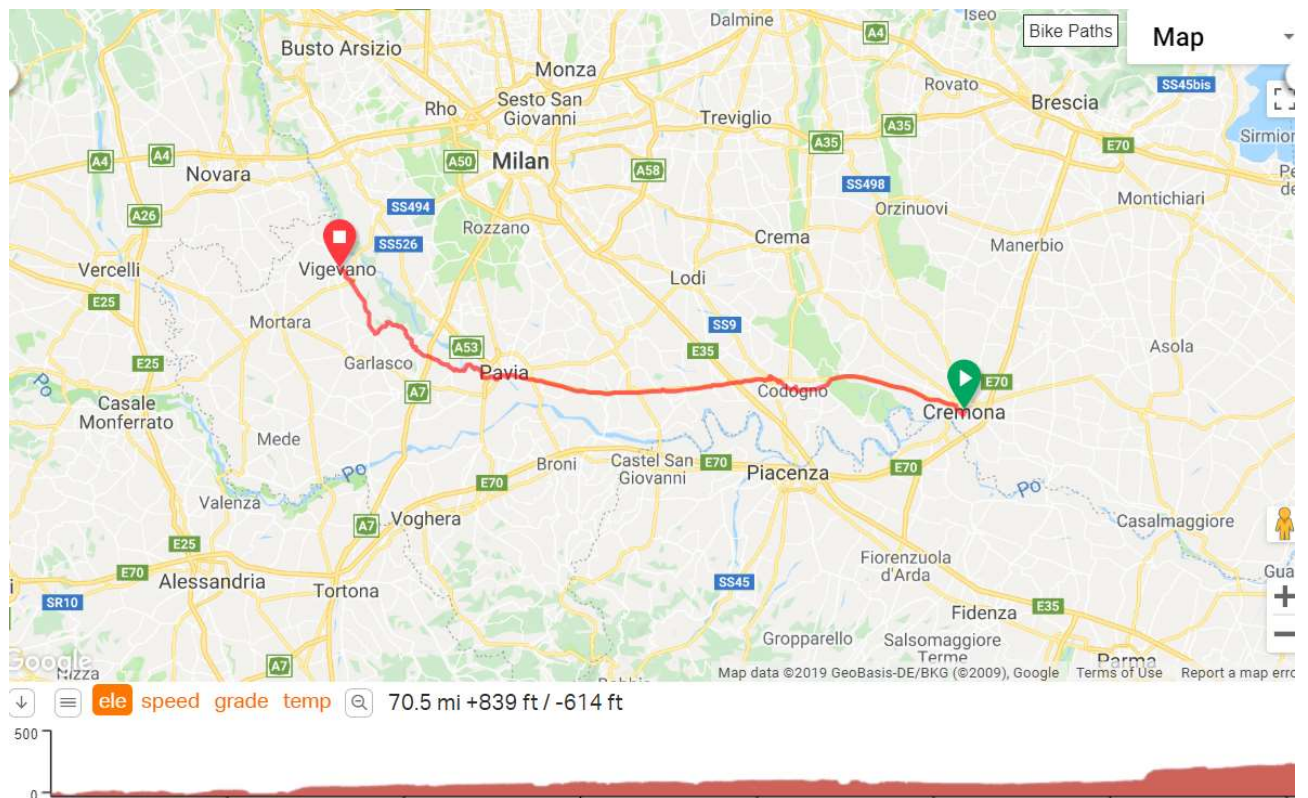 Dalmine
Iseo
Bike Paths
Map
Busto Arsizio
A4
Monza
Rovato
SS45bis
Rho
Sesto San
Giovanni
Treviglio
Brescia
A35
A35
Sirmion
A4
A4
A50
Milan
E70
Novara
A58
SS498
Montichiari
A26
SS494
Orzinuovi
Rozzano
Crema
Manerbio
SS526
Vercelli
Vigevano
Lodi
E25
Mortara
SS9
Asola
A53
E35
E25
Garlasco
Pavia
E70
Po
A7
Codogno
Casale
Monferrato
Cremona
Mede
Broni
Castel San
Giovanni
E70
E70
Piacenza
Po
E70
Po
Valenza
Voghera
A7
Casalmaggiore
E25
Fiorenzuola
d'Arda
E70
Alessandria
Tortona
SS45
Gua
SR10
E35
Fidenza
Gropparello
Salsomaggiore
Terme
Parma
Google
Nizza
A7
Map data ©2019 GeoBasis-DE/BKG (©2009), Google
Terms of Use
Report a map erro
ele speed grade temp 70.5 mi +839 ft / -614 ft
500
0